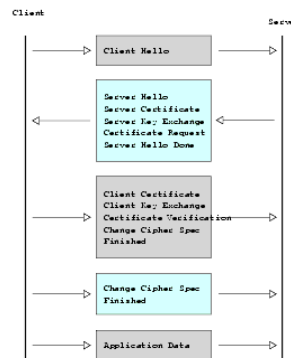 Client
Serv
Client Hello
Server Hello
Server Certificate
Server Key Exchange
Certificate Request
Server Hello Done
Client Certificate
Client Key Exchange
Certificate Verification
Change Cipher Spec
Finished
Change Cipher Spec
Finished
Application Data